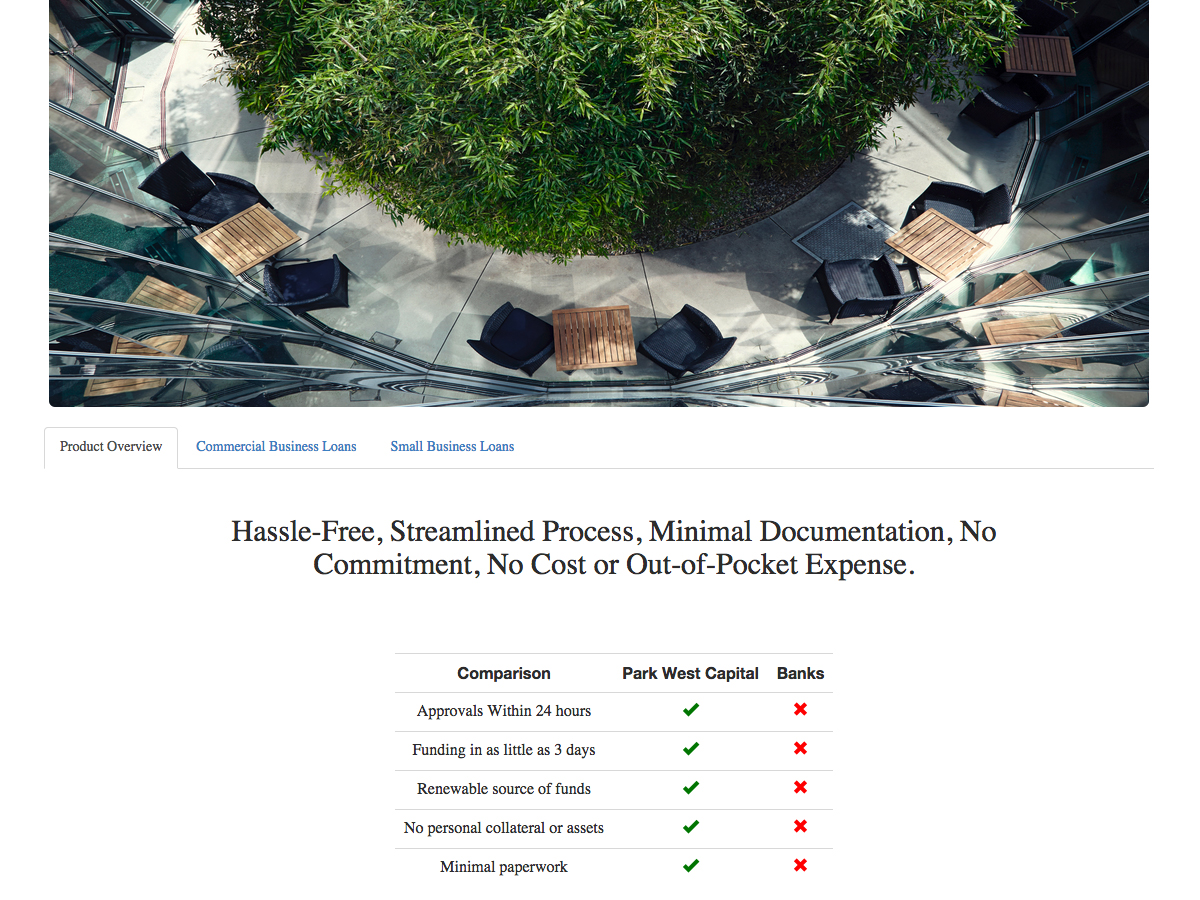 Product Overview Commercial Business Loans Small Business Loans
Hassle-Free, Streamlined Process, Minimal Documentation, No
Commitment, No Cost or Out-of-Pocket Expense.
Comparison Park West Capital Banks
Approvals Within 24 hours ✔ ✖
Funding in as little as 3 days ✔ ✖
Renewable source of funds ✔ ✖
No personal collateral or assets ✔ ✖
Minimal paperwork ✔ ✖